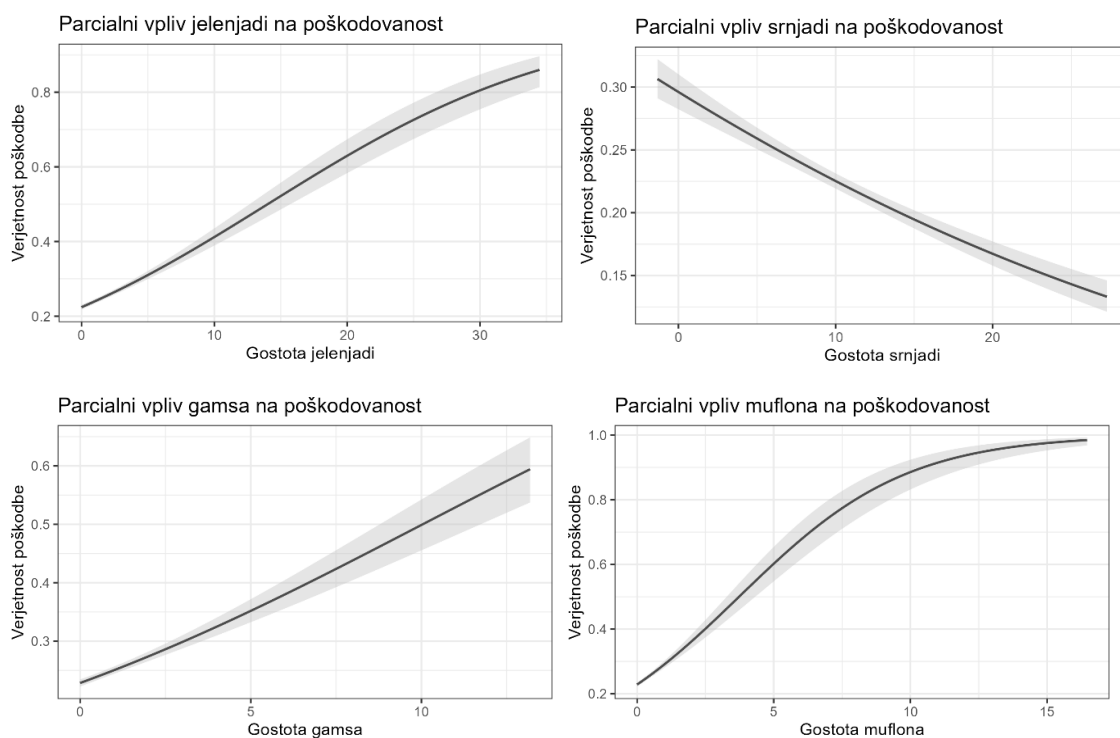 Parcialni vpliv jelenjadi na poškodovanost
Verjetnost poškodbe
0.8
0.6
0.4
0.2
0 10 20 30
Gostota jelenjadi
Parcialni vpliv srnjadi na poškodovanost
Verjetnost poškodbe
0.30
0.25
0.20
0.15
0 10 20
Gostota srnjadi
Parcialni vpliv gamsa na poškodovanost
Verjetnost poškodbe
0.6
0.5
0.4
0.3
0 5 10
Gostota gamsa
Parcialni vpliv muflona na poškodovanost
Verjetnost poškodbe
1.0
0.8
0.6
0.4
0.2
0 5 10 15
Gostota muflona